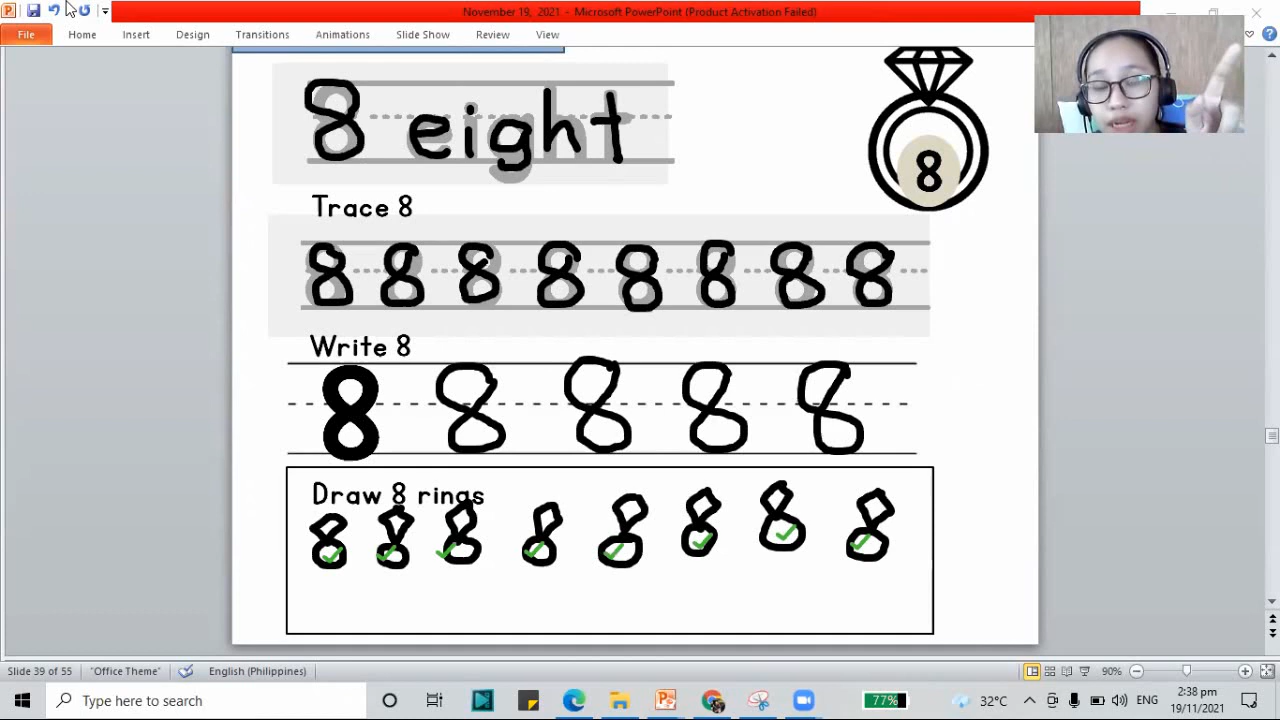 November 19, 2021 - Microsoft PowerPoint (Product Activation Failed)
File Home Insert Design Transitions Animations Slide Show Review View
8 eight
8
Trace 8
8 8 8 8 8 8 8 8
Write 8
8 8 8 8 8
Draw 8 rings
Slide 39 of 55 "Office Theme" English (Philippines) 90%
Type here to search 77% 32°C ENG 2:38 pm
19/11/2021